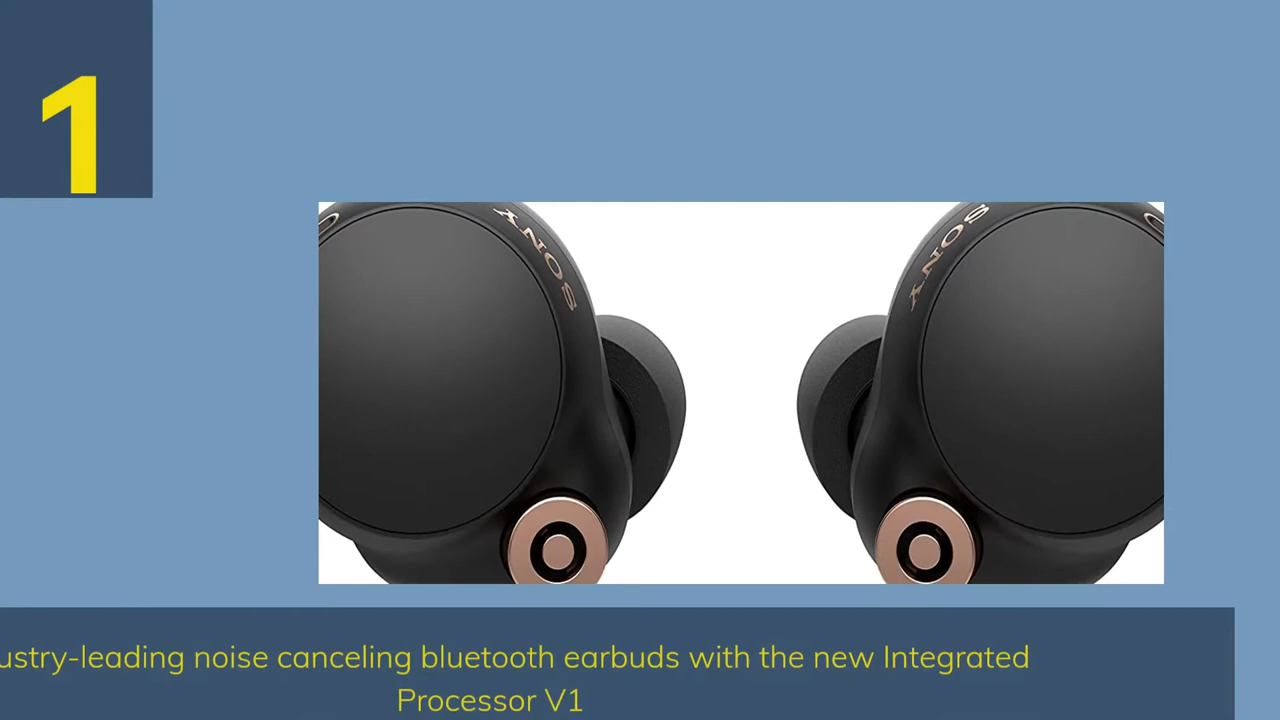 1
SONY
SONY
ustry-leading noise canceling bluetooth earbuds with the new Integrated
Processor V1